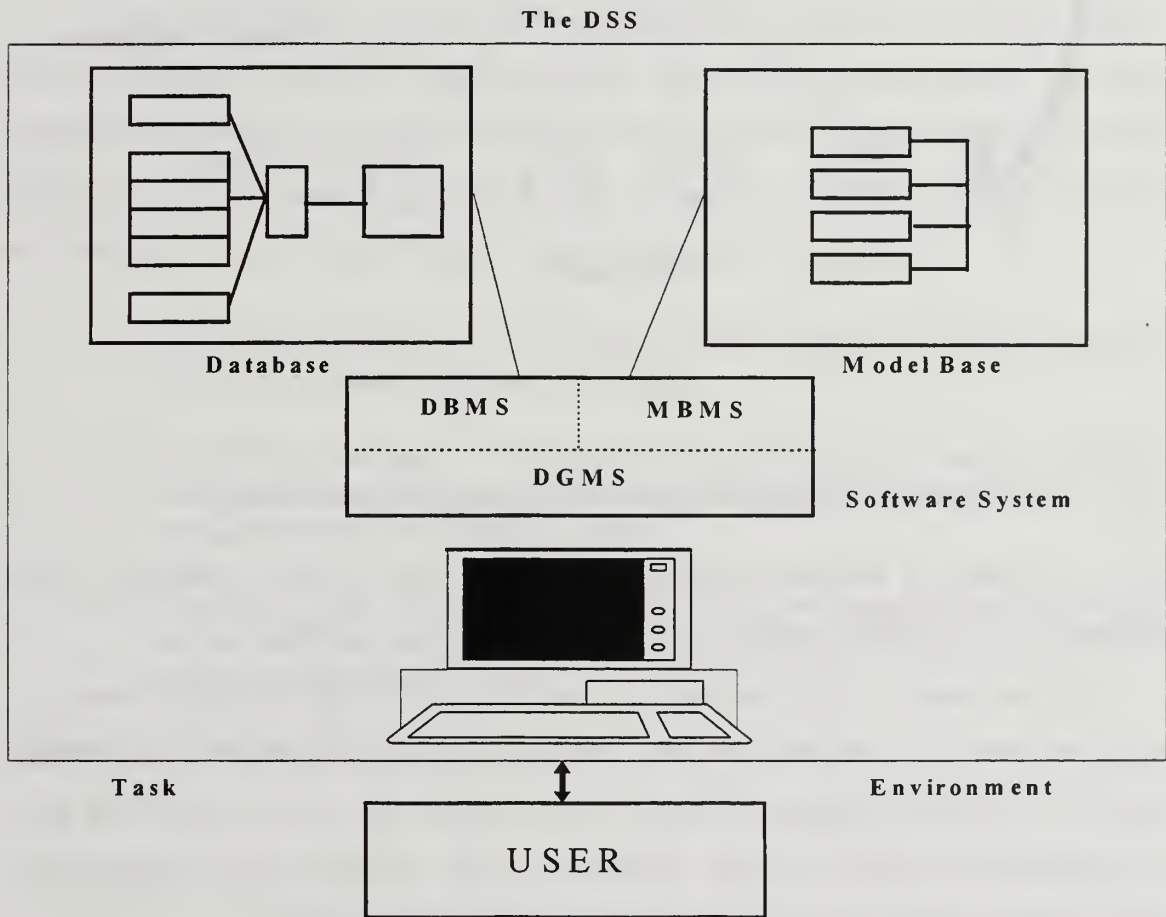 The DSS
Database
Model Base
DBMS MBMS
DGMS
Software System
Task Environment
USER